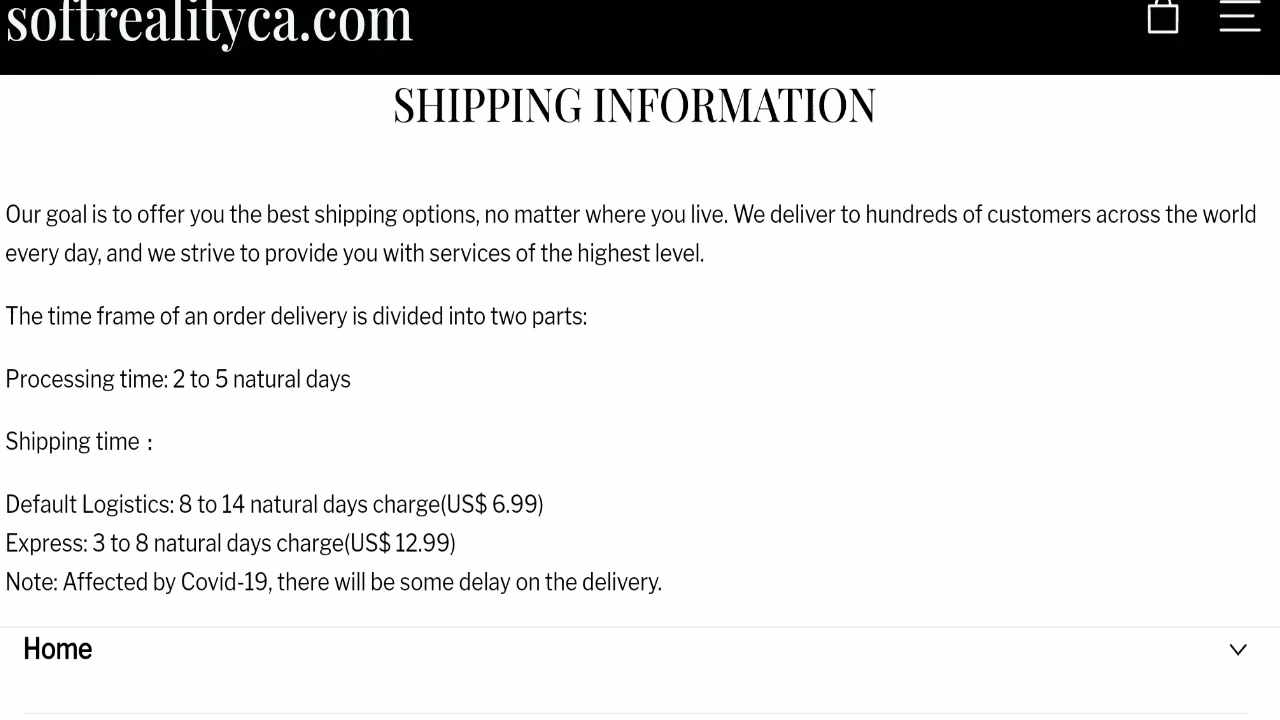 softrealityca.com
SHIPPING INFORMATION
Our goal is to offer you the best shipping options, no matter where you live. We deliver to hundreds of customers across the world
every day, and we strive to provide you with services of the highest level.
The time frame of an order delivery is divided into two parts:
Processing time: 2 to 5 natural days
Shipping time：
Default Logistics: 8 to 14 natural days charge(US$ 6.99)
Express: 3 to 8 natural days charge(US$ 12.99)
Note: Affected by Covid-19, there will be some delay on the delivery.
Home